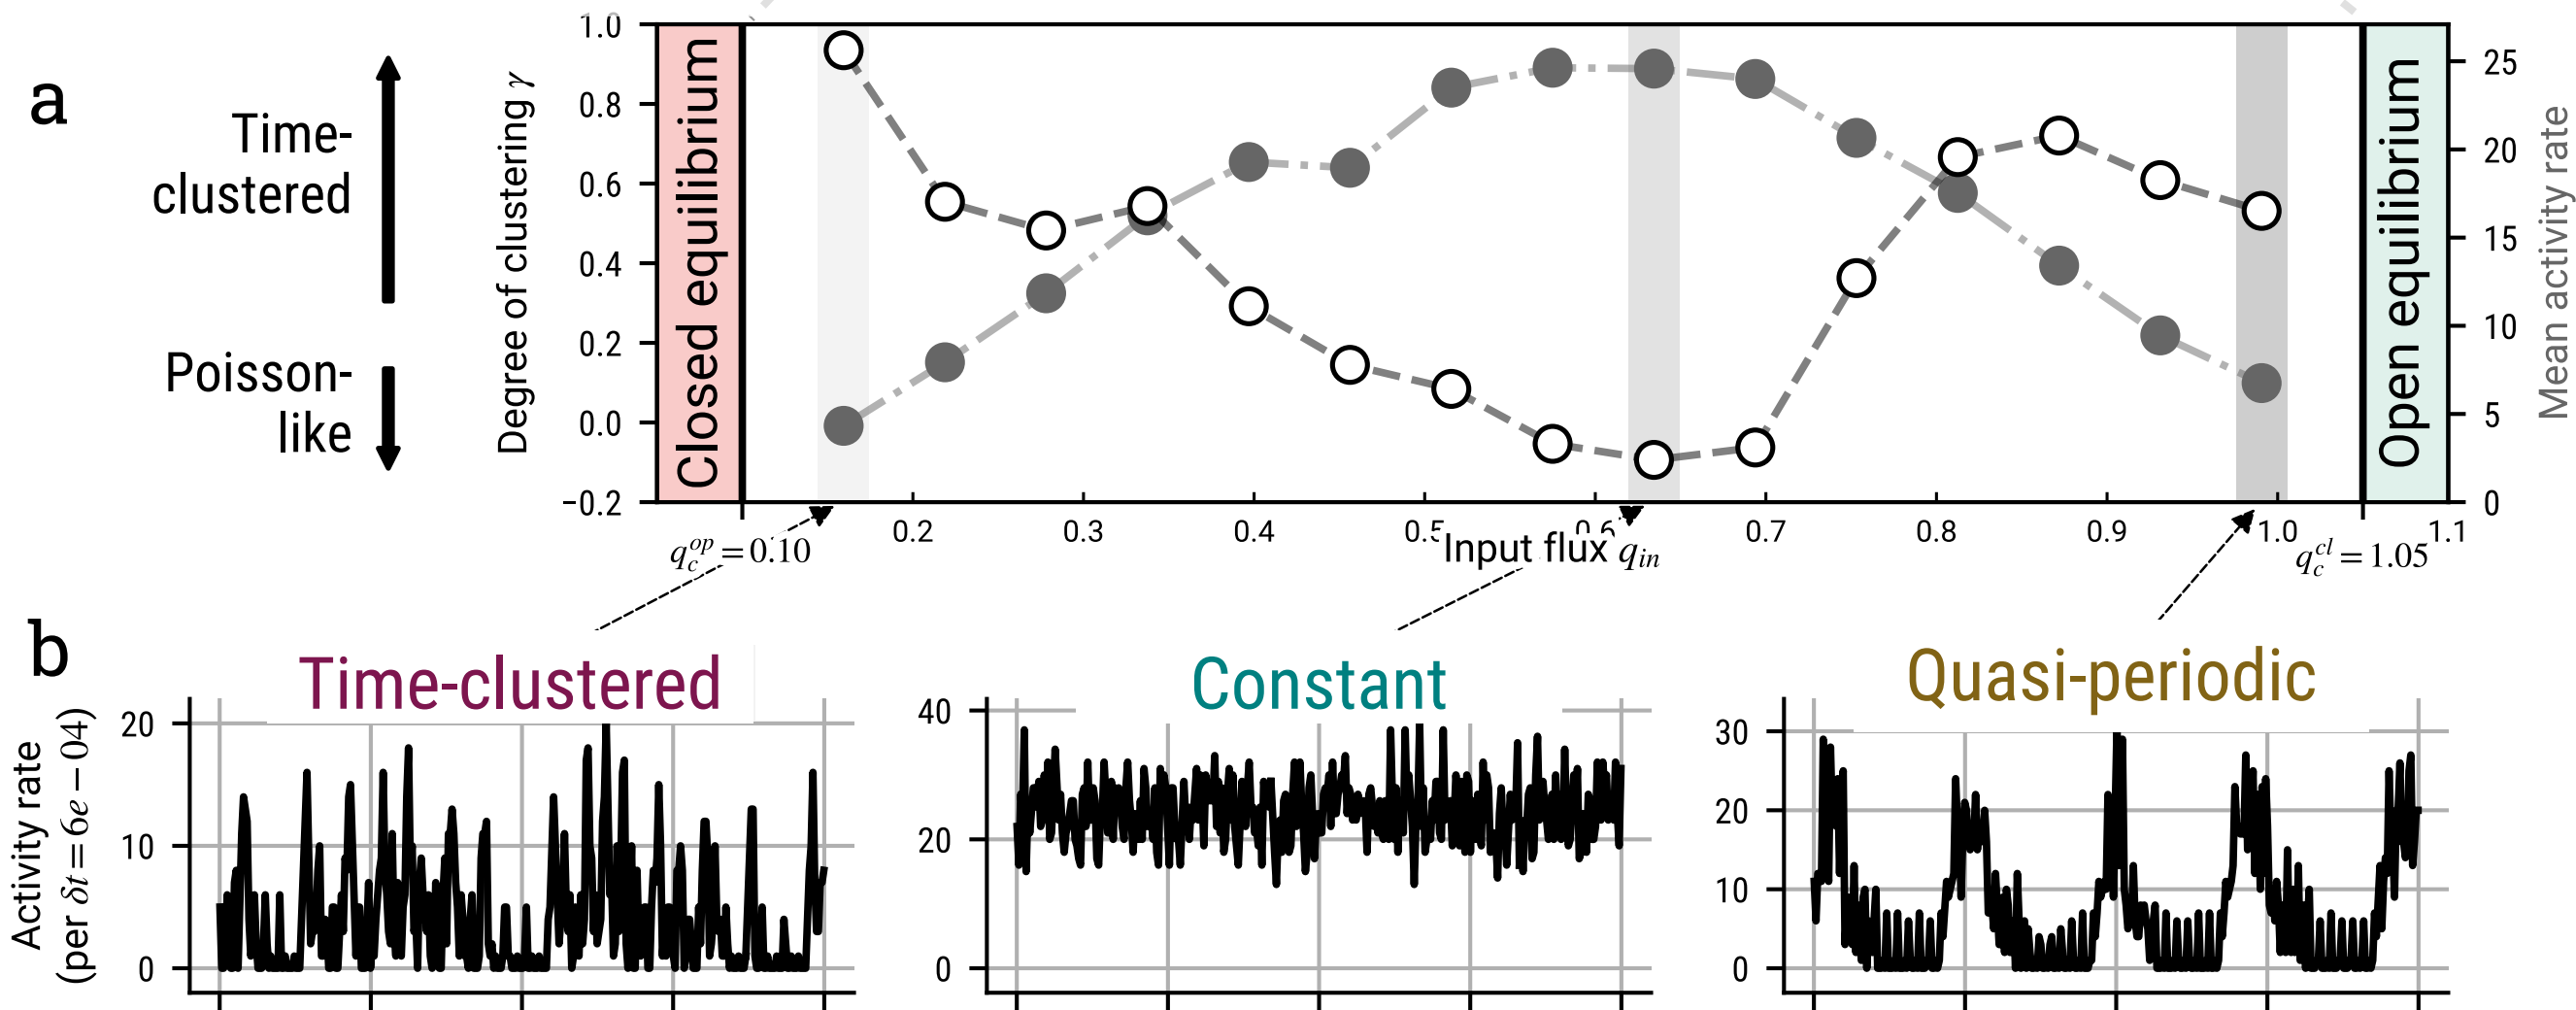 a
Time-
clustered
Poisson-
like
Degree of clustering γ
1.0
0.8
0.6
0.4
0.2
0.0
−0.2
Closed equilibrium
Open equilibrium
25
20
15
10
5
0
Mean activity rate
0.2
0.3
0.4
0.5
0.6
0.7
0.8
0.9
1.0
1.1
q_c^{op} = 0.10
Input flux q_{in}
q_c^{cl} = 1.05
b
Time-clustered
Constant
Quasi-periodic
Activity rate
(per δt = 6e − 04)
20
10
0
40
20
0
30
20
10
0